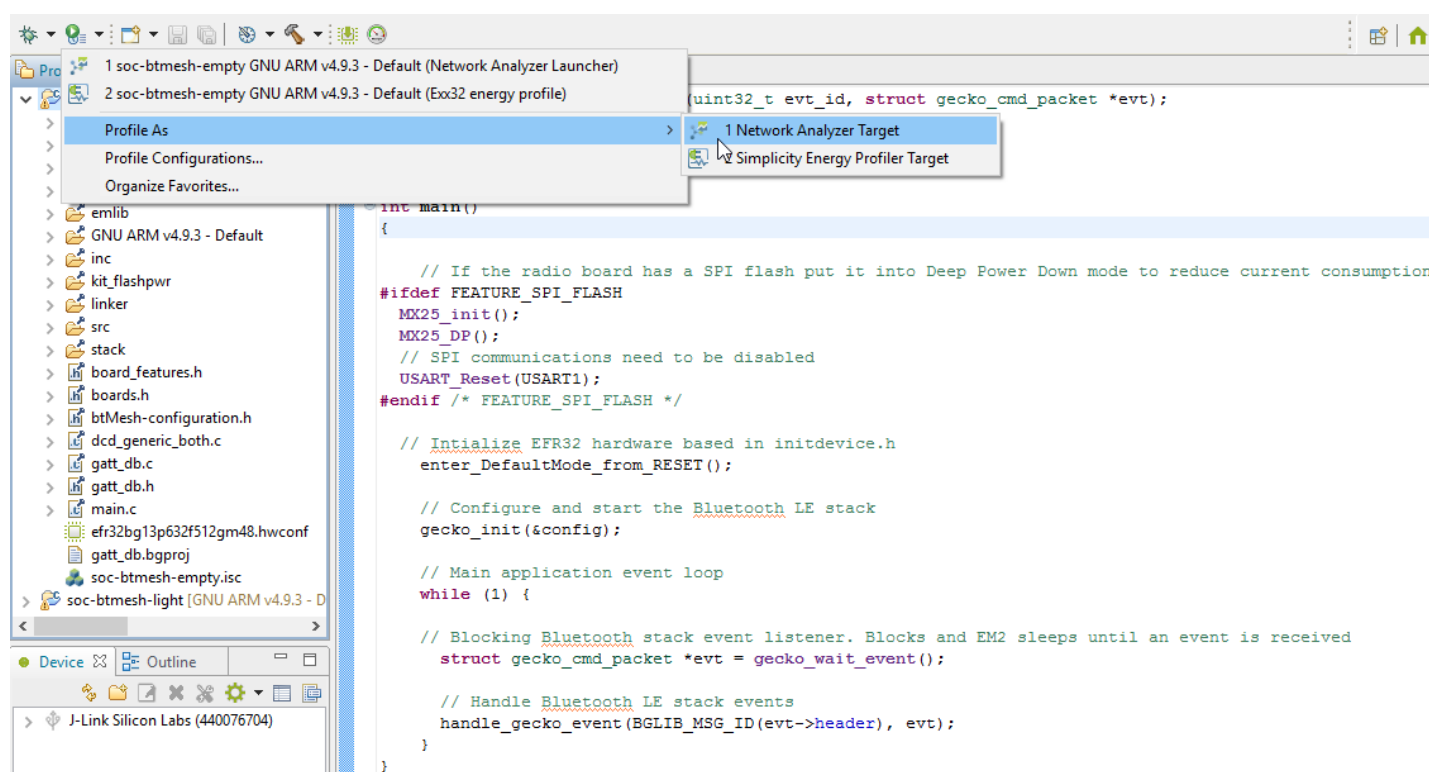 Pro
1 soc-btmesh-empty GNU ARM v4.9.3 - Default (Network Analyzer Launcher)
2 soc-btmesh-empty GNU ARM v4.9.3 - Default (Exx32 energy profile)
Profile As
Profile Configurations...
Organize Favorites...
1 Network Analyzer Target
2 Simplicity Energy Profiler Target
emlib
GNU ARM v4.9.3 - Default
inc
kit_flashpwr
linker
src
stack
board_features.h
boards.h
btMesh-configuration.h
dcd_generic_both.c
gatt_db.c
gatt_db.h
main.c
efr32bg13p632f512gm48.hwconf
gatt_db.bgproj
soc-btmesh-empty.isc
soc-btmesh-light [GNU ARM v4.9.3 - D
Device
Outline
J-Link Silicon Labs (440076704)
(uint32_t evt_id, struct gecko_cmd_packet *evt);
int main()
{
// If the radio board has a SPI flash put it into Deep Power Down mode to reduce current consumption
#ifdef FEATURE_SPI_FLASH
MX25_init();
MX25_DP();
// SPI communications need to be disabled
USART_Reset(USART1);
#endif /* FEATURE_SPI_FLASH */
// Intialize EFR32 hardware based in initdevice.h
enter_DefaultMode_from_RESET();
// Configure and start the Bluetooth LE stack
gecko_init(&config);
// Main application event loop
while (1) {
// Blocking Bluetooth stack event listener. Blocks and EM2 sleeps until an event is received
struct gecko_cmd_packet *evt = gecko_wait_event();
// Handle Bluetooth LE stack events
handle_gecko_event(BGLIB_MSG_ID(evt->header), evt);
}
}